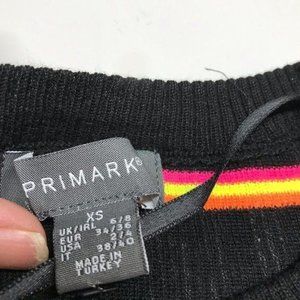 PRIMARK®
XS
UK/IRL 6/8
EUR 34/36
USA 2/4
IT 38/40
MADE IN
TURKEY